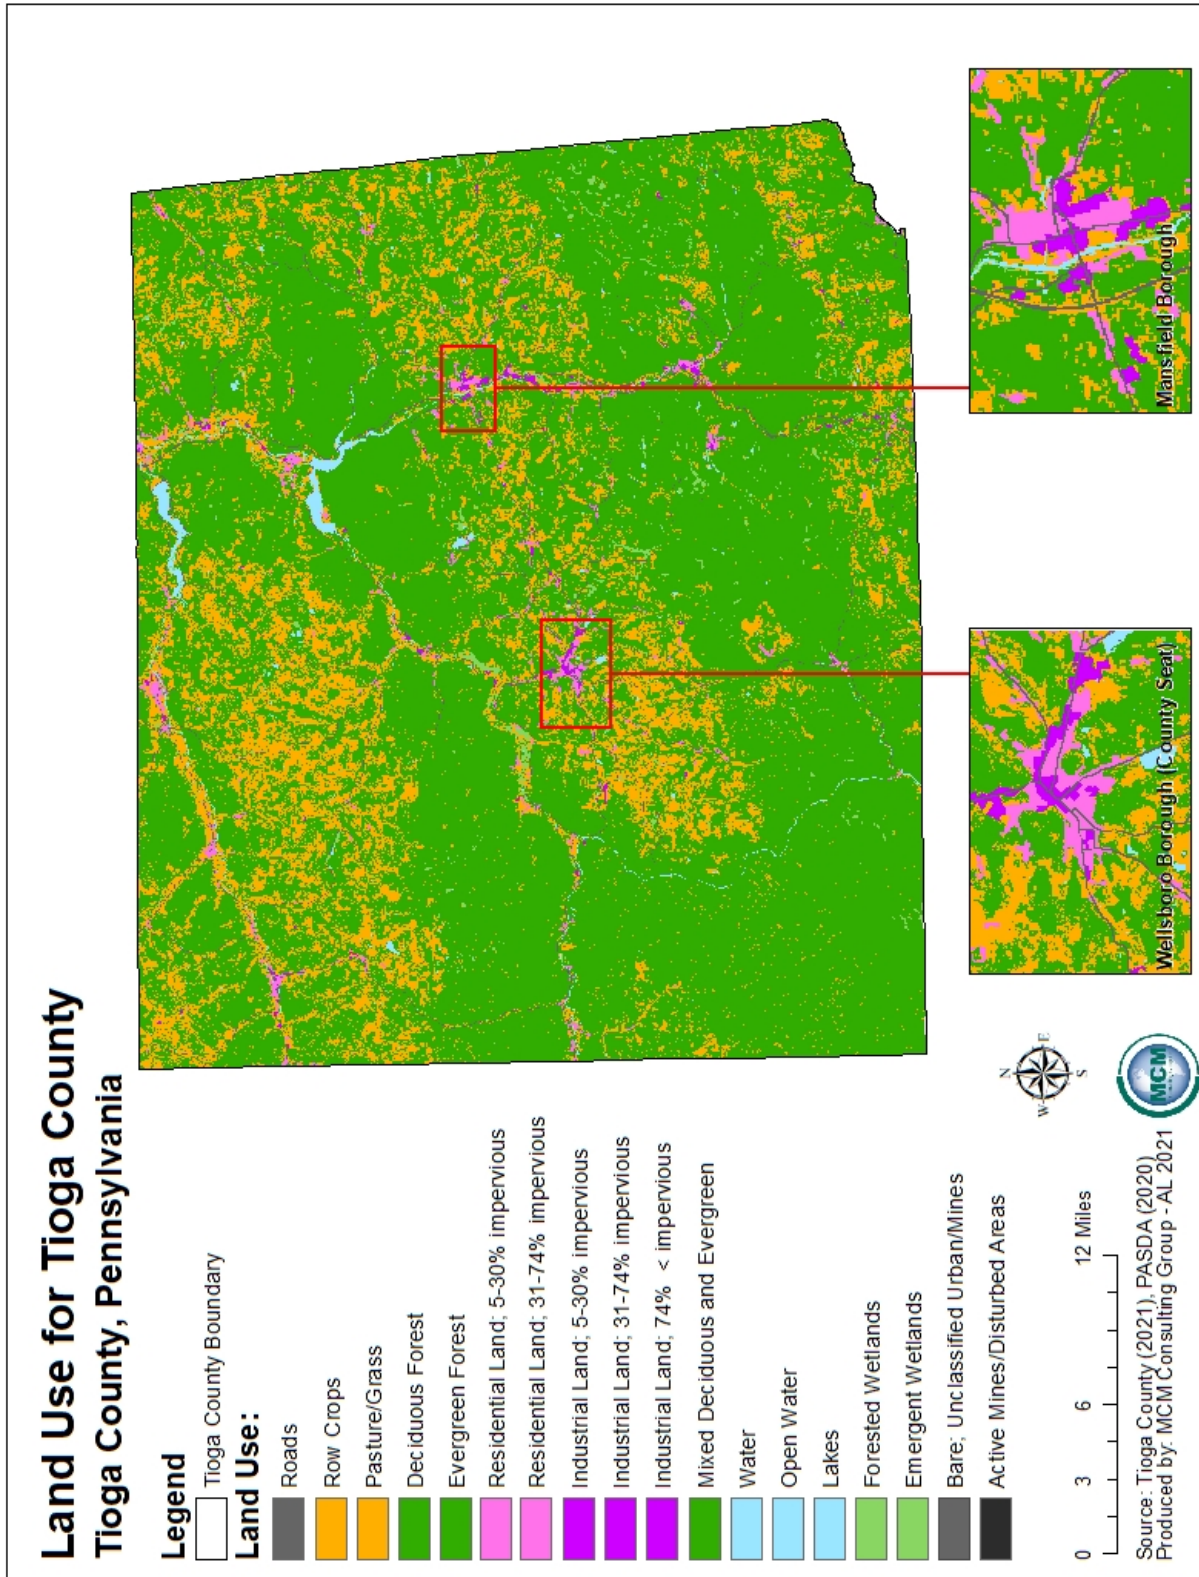 Land Use for Tioga County
Tioga County, Pennsylvania
Legend
Tioga County Boundary
Land Use:
Roads
Row Crops
Pasture/Grass
Deciduous Forest
Evergreen Forest
Residential Land; 5-30% impervious
Residential Land; 31-74% impervious
Industrial Land; 5-30% impervious
Industrial Land; 31-74% impervious
Industrial Land; 74% < impervious
Mixed Deciduous and Evergreen
Water
Open Water
Lakes
Forested Wetlands
Emergent Wetlands
Bare; Unclassified Urban/Mines
Active Mines/Disturbed Areas
0 3 6 12 Miles
Source: Tioga County (2021), PASDA (2020)
Produced by: MCM Consulting Group - AL 2021
N
W E
S
MCM
Wellsboro Borough (County Seat)
Mansfield Borough